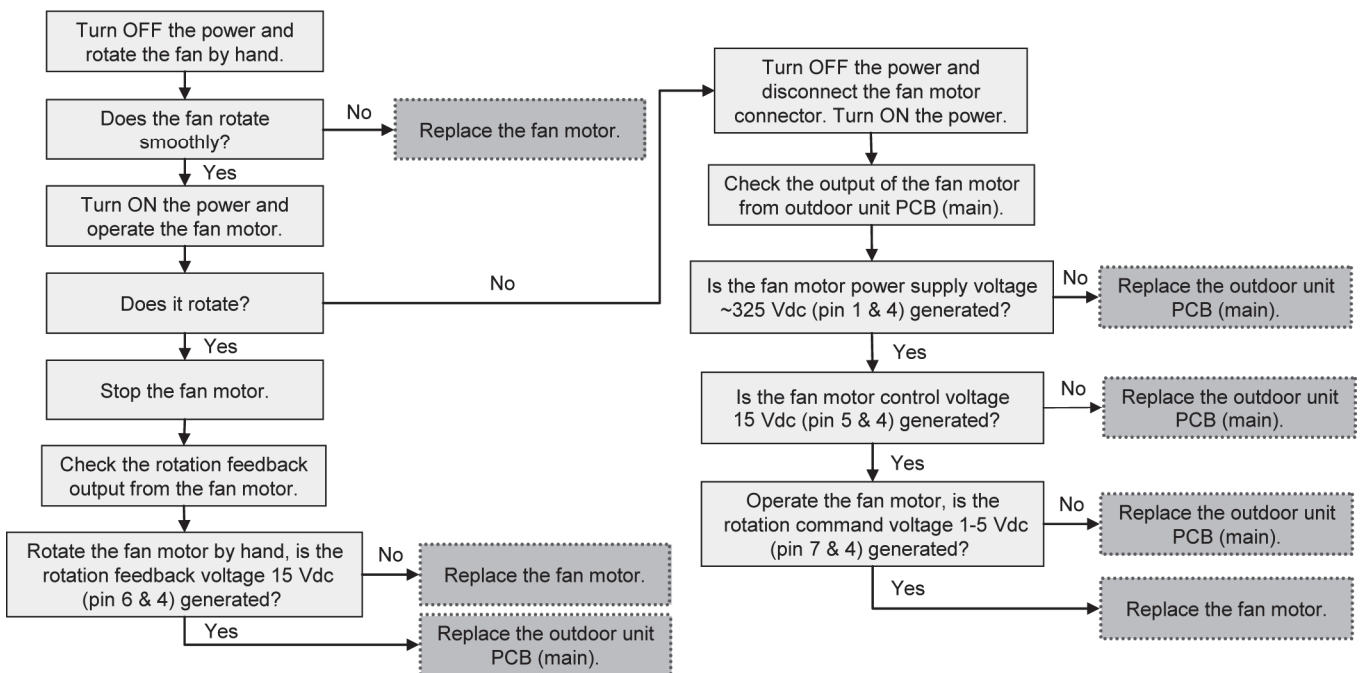 Turn OFF the power and
rotate the fan by hand.
Does the fan rotate
smoothly?
No
Replace the fan motor.
Yes
Turn ON the power and
operate the fan motor.
Does it rotate?
No
Yes
Stop the fan motor.
Check the rotation feedback
output from the fan motor.
Rotate the fan motor by hand, is the
rotation feedback voltage 15 Vdc
(pin 6 & 4) generated?
No
Replace the fan motor.
Yes
Replace the outdoor unit
PCB (main).
Turn OFF the power and
disconnect the fan motor
connector. Turn ON the power.
Check the output of the fan motor
from outdoor unit PCB (main).
Is the fan motor power supply voltage
~325 Vdc (pin 1 & 4) generated?
No
Replace the outdoor unit
PCB (main).
Yes
Is the fan motor control voltage
15 Vdc (pin 5 & 4) generated?
No
Replace the outdoor unit
PCB (main).
Yes
Operate the fan motor, is the
rotation command voltage 1-5 Vdc
(pin 7 & 4) generated?
No
Replace the outdoor unit
PCB (main).
Yes
Replace the fan motor.